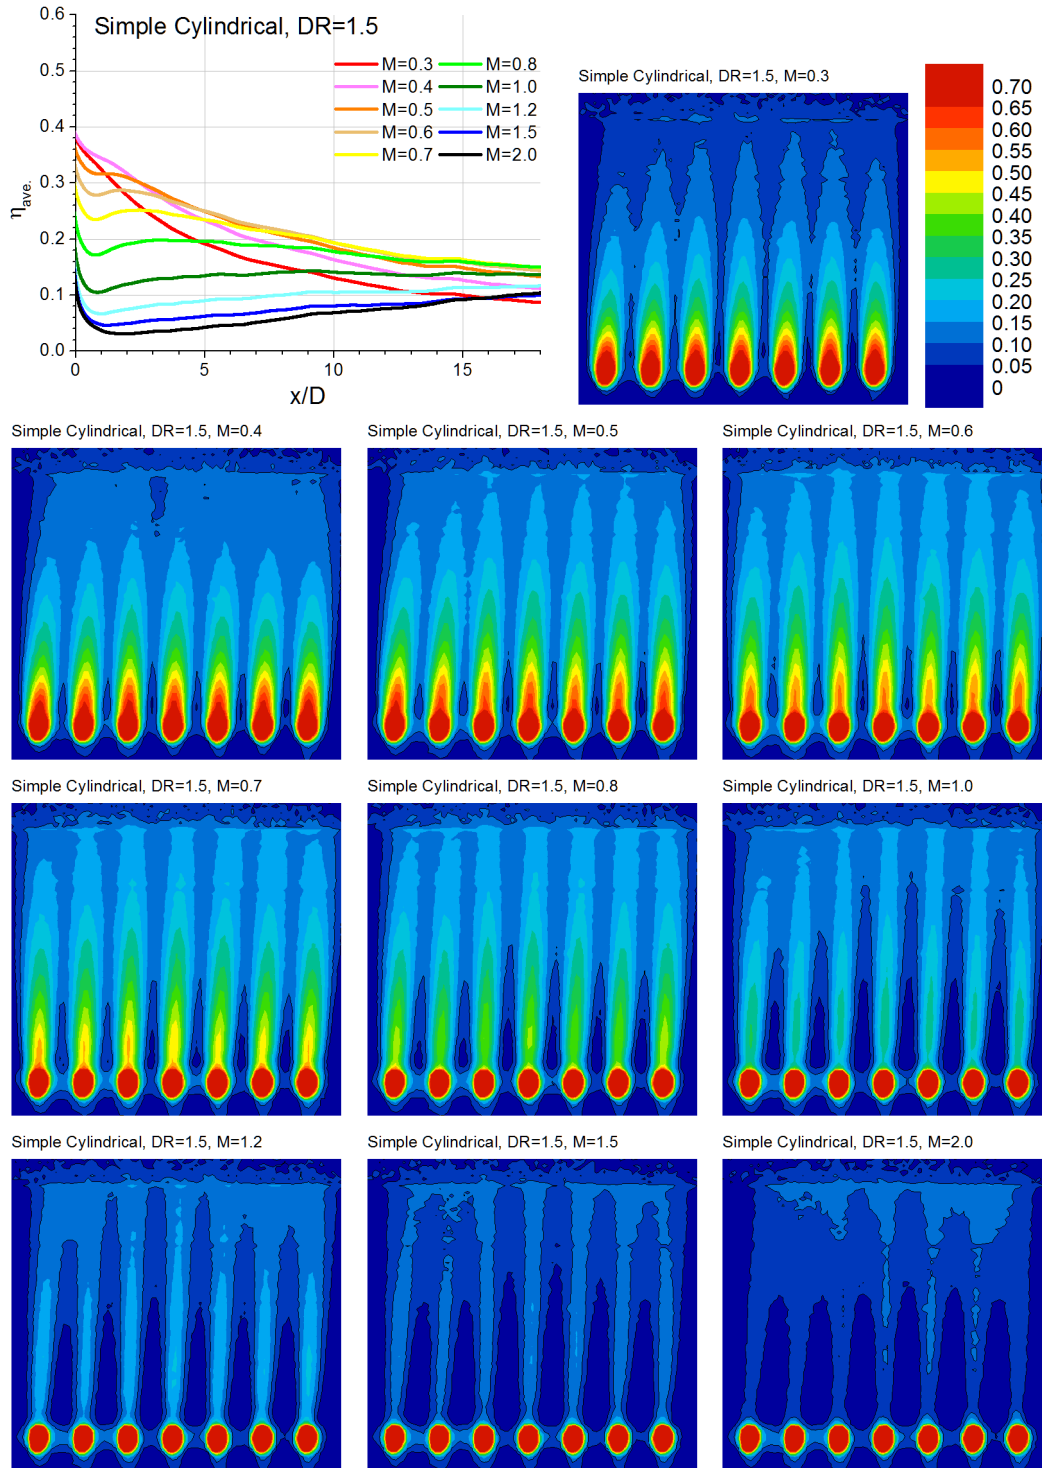 Simple Cylindrical, DR=1.5
0.6
0.5
0.4
0.3
0.2
0.1
0.0
ηave.
M=0.3 M=0.8
M=0.4 M=1.0
M=0.5 M=1.2
M=0.6 M=1.5
M=0.7 M=2.0
0 5 10 15
x/D
Simple Cylindrical, DR=1.5, M=0.3
0.70
0.65
0.60
0.55
0.50
0.45
0.40
0.35
0.30
0.25
0.20
0.15
0.10
0.05
0
Simple Cylindrical, DR=1.5, M=0.4
Simple Cylindrical, DR=1.5, M=0.5
Simple Cylindrical, DR=1.5, M=0.6
Simple Cylindrical, DR=1.5, M=0.7
Simple Cylindrical, DR=1.5, M=0.8
Simple Cylindrical, DR=1.5, M=1.0
Simple Cylindrical, DR=1.5, M=1.2
Simple Cylindrical, DR=1.5, M=1.5
Simple Cylindrical, DR=1.5, M=2.0